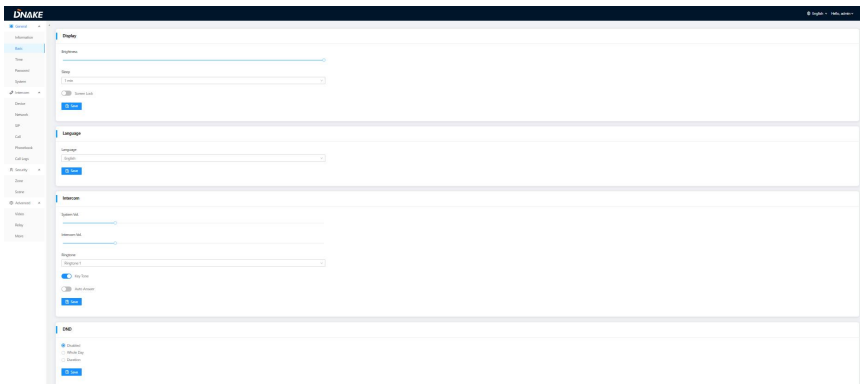 DNAKE
English
Hello, admin
General
Information
Basic
Time
Password
System
Intercom
Device
Network
SIP
Call
Phonebook
Call Logs
Security
Zone
Scene
Advanced
Video
Relay
Display
Brightness
Sleep
1 min
Screen Lock
Save
Language
Language
English
Save
Intercom
System Vol.
Intercom Vol.
Ringtone
Ringtone 1
Key Tone
Auto Answer
Save
DND
Disabled
Whole Day
Duration
Save